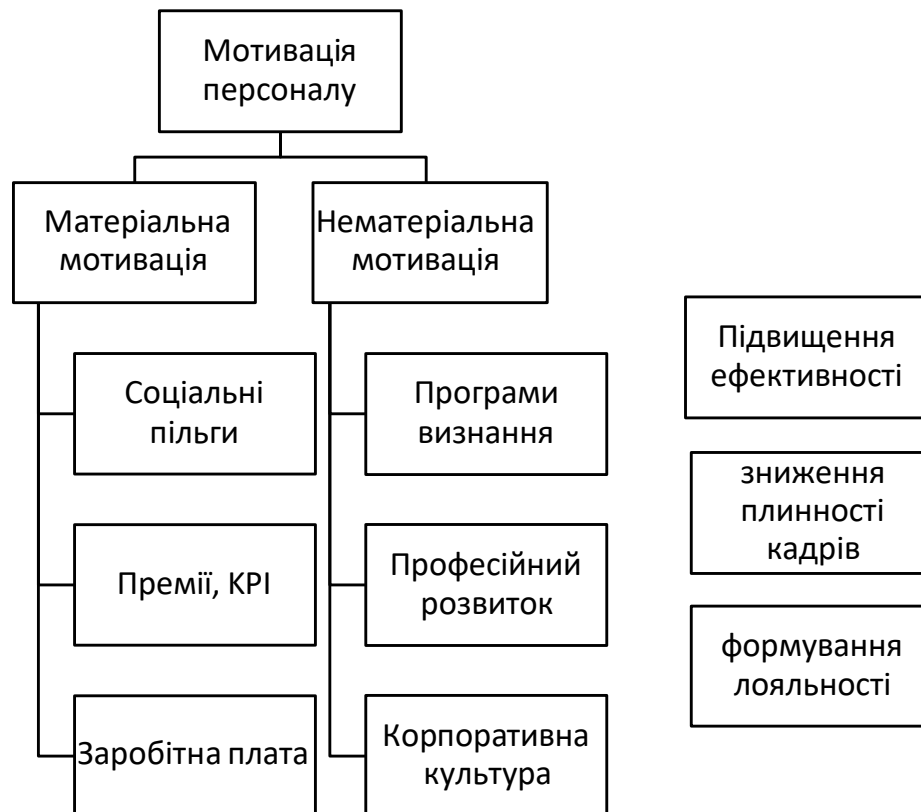 Мотивація
персоналу
Матеріальна
мотивація
Нематеріальна
мотивація
Соціальні
пільги
Премії, KPI
Заробітна плата
Програми
визнання
Професійний
розвиток
Корпоративна
культура
Підвищення
ефективності
зниження
плинності
кадрів
формування
лояльності